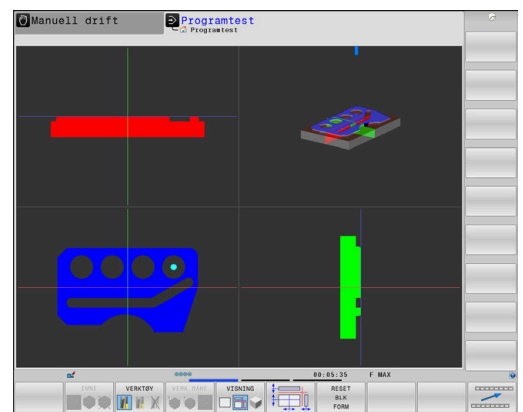 Manuell drift
Programtest
Programtest
00:05:35 F MAX
VERKTØY
VISNING
RESET
BLK
FORM